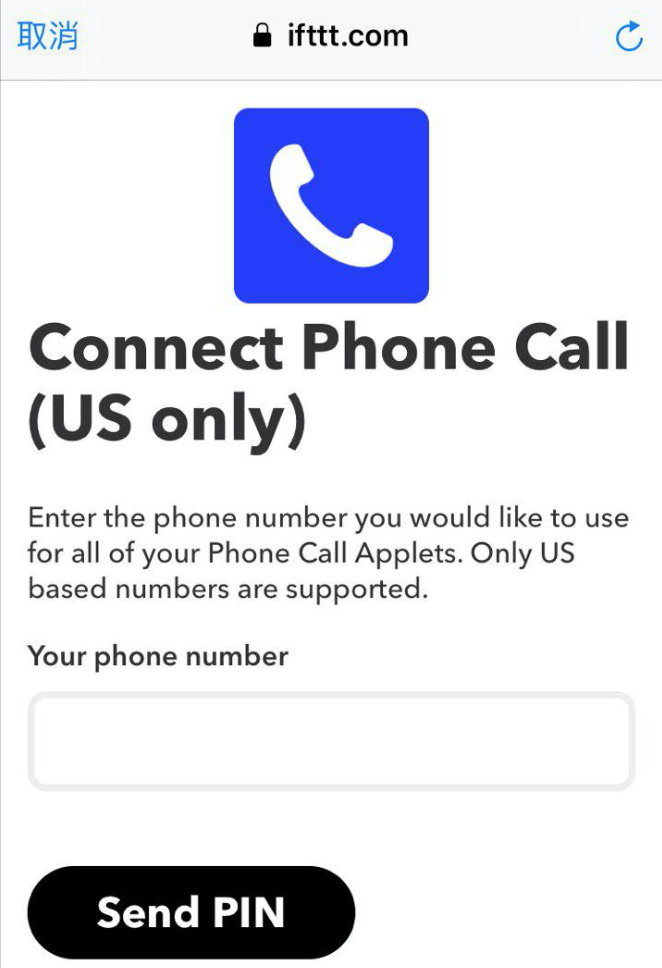 取消
ifttt.com
Connect Phone Call
(US only)
Enter the phone number you would like to use
for all of your Phone Call Applets. Only US
based numbers are supported.
Your phone number
Send PIN